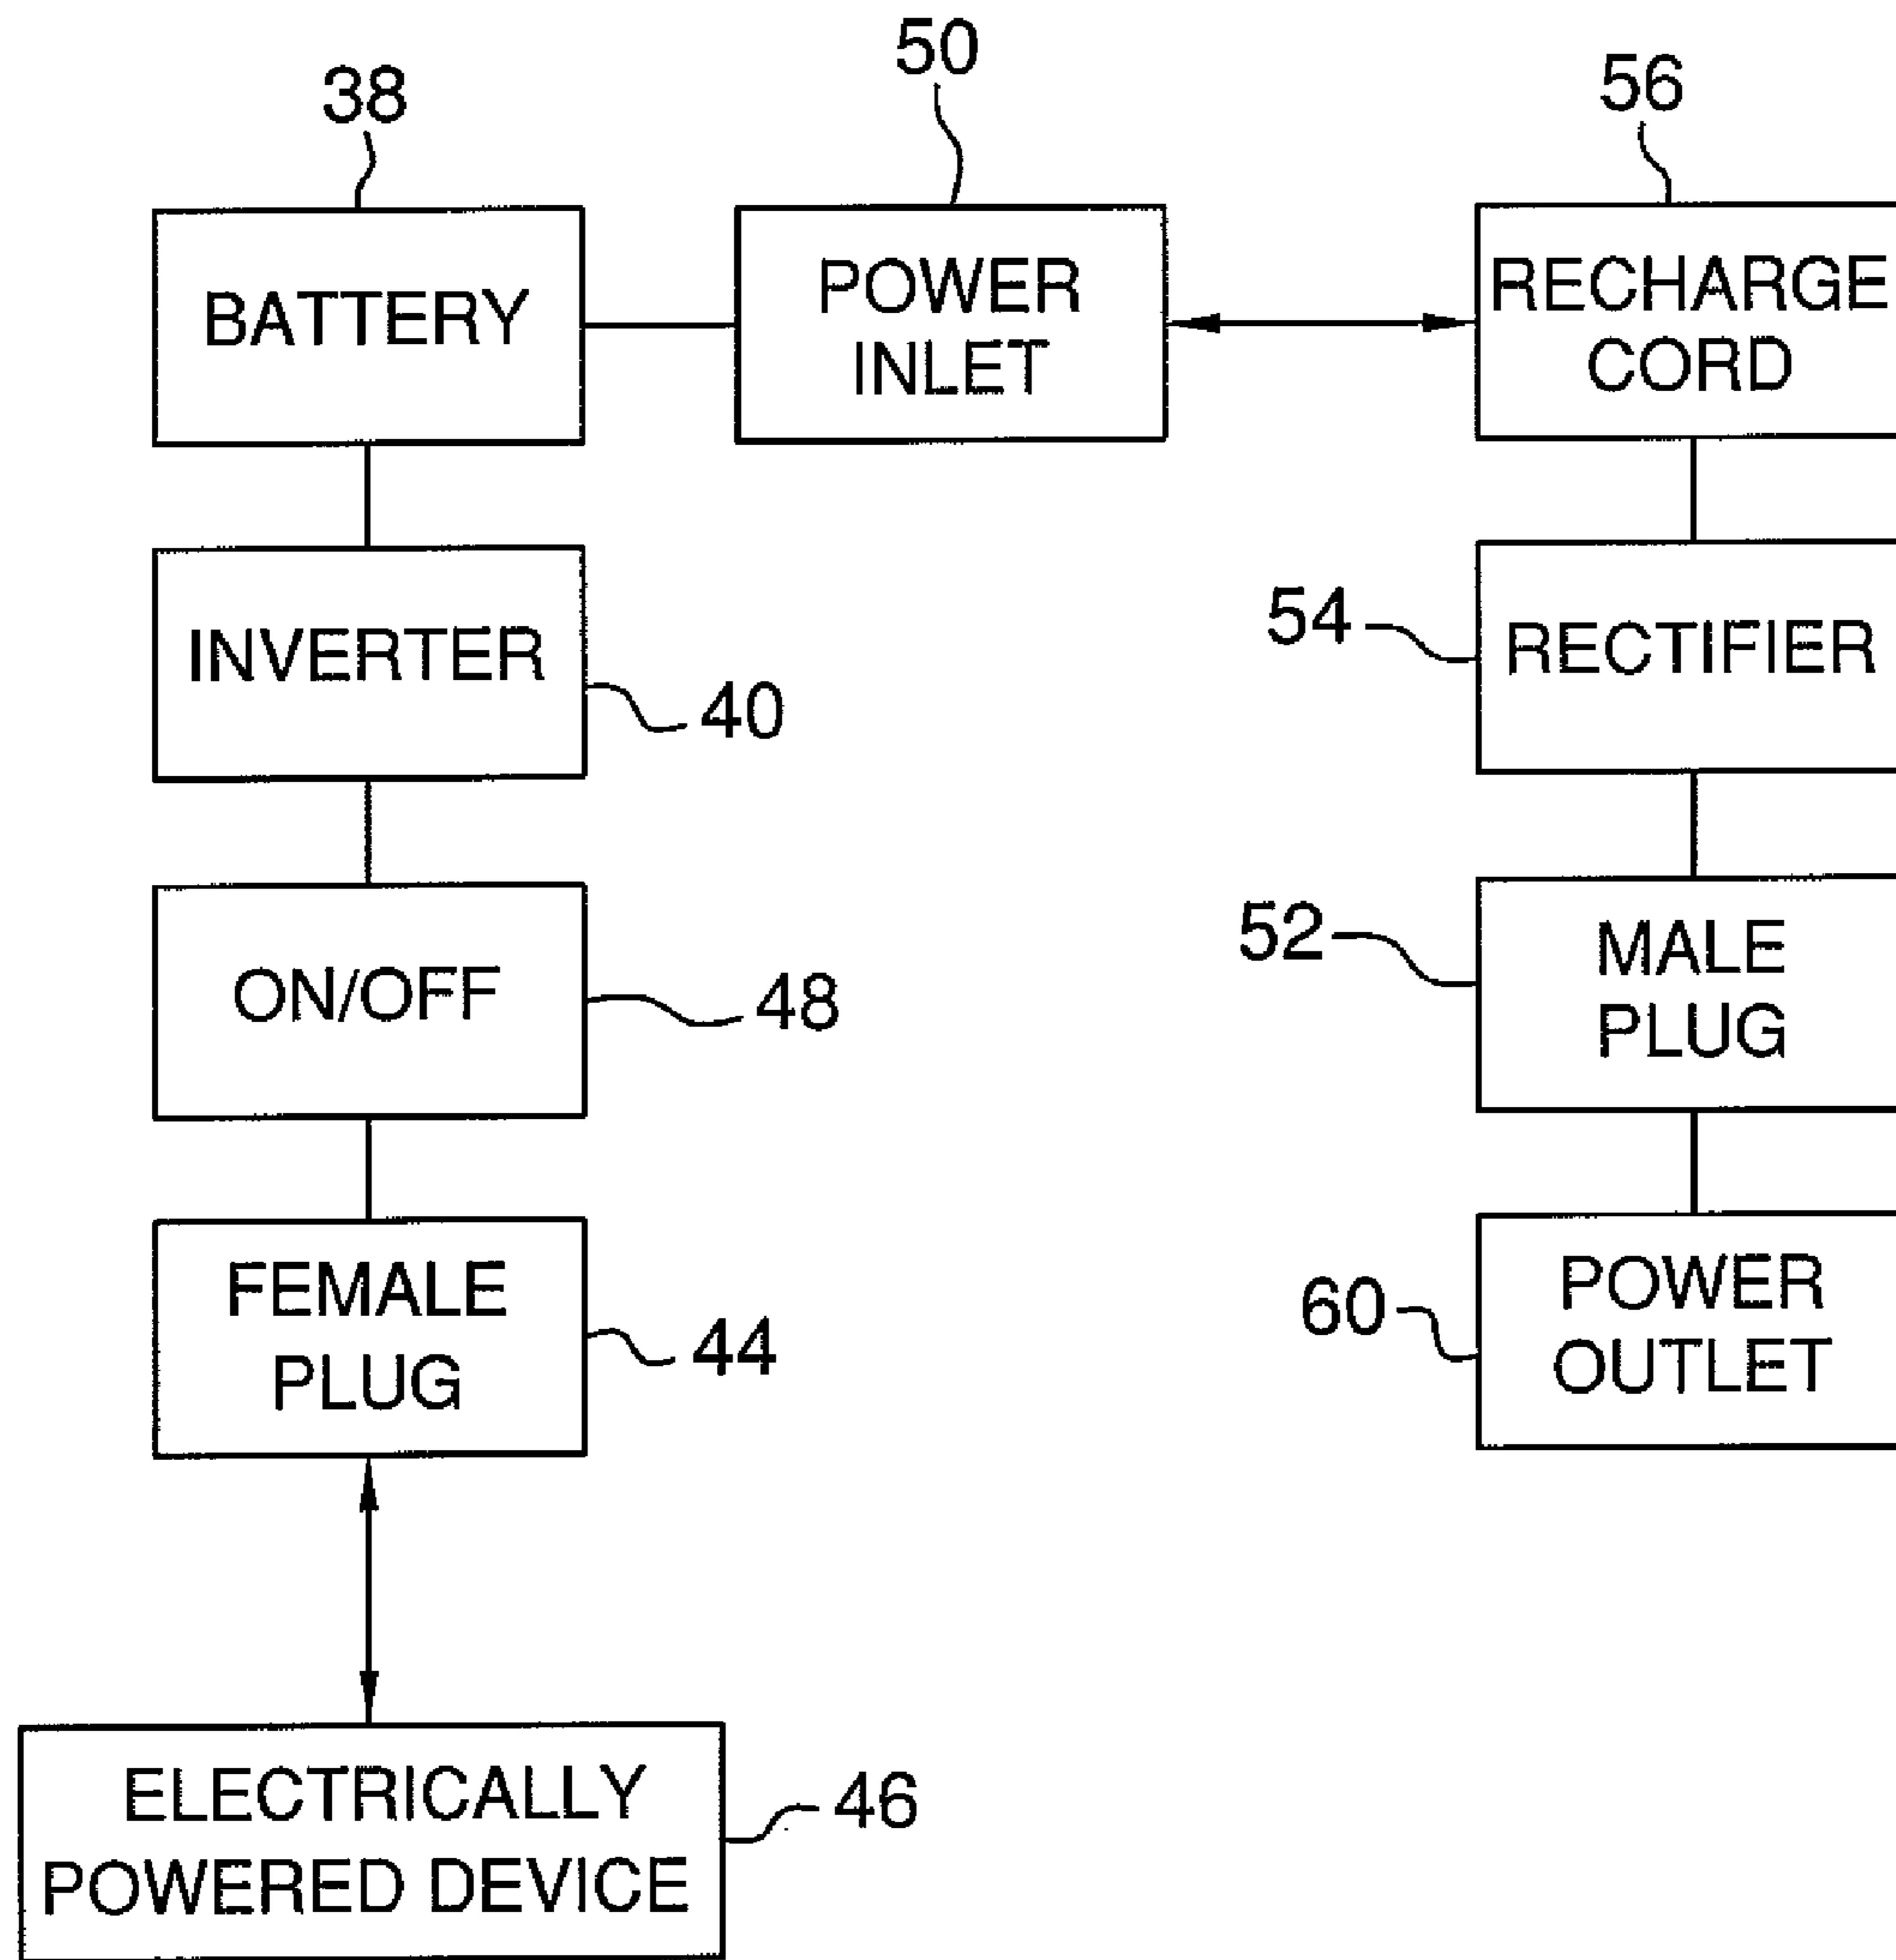 50
38
56
BATTERY
POWER
INLET
RECHARGE
CORD
INVERTER
40
54
RECTIFIER
ON/OFF
48
52
MALE
PLUG
FEMALE
PLUG
44
60
POWER
OUTLET
ELECTRICALLY
POWERED DEVICE
46